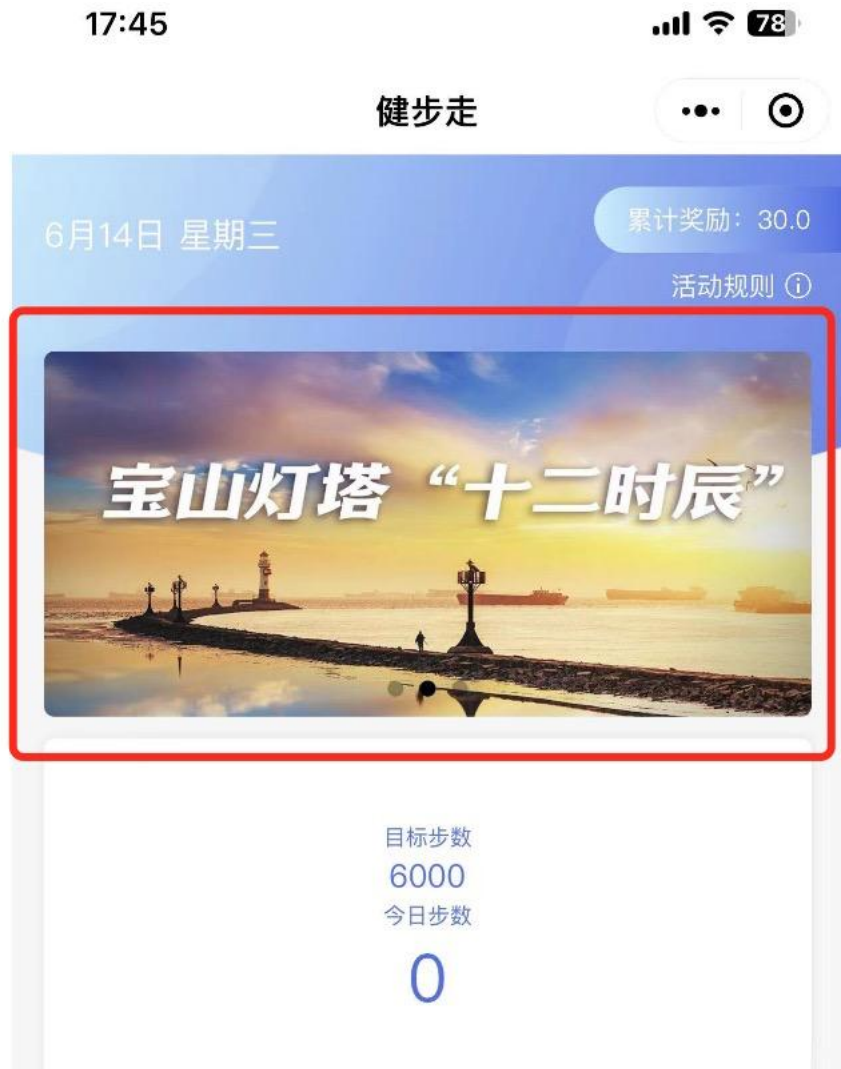 17:45
78
健步走
6月14日 星期三
累计奖励：30.0
活动规则
宝山灯塔“十二时辰”
目标步数
6000
今日步数
0